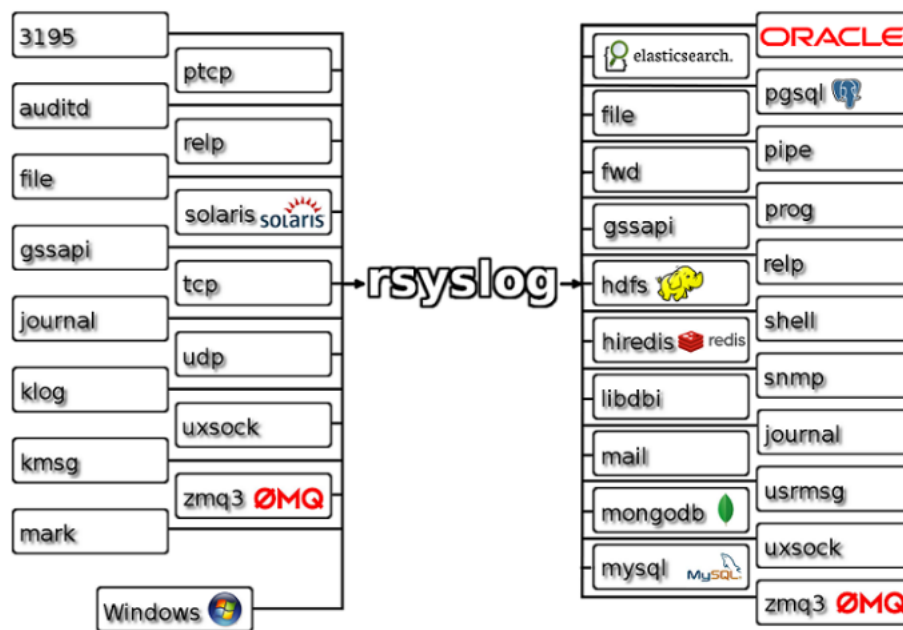 3195
ptcp
auditd
relp
file
solaris solaris
gssapi
tcp
journal
udp
klog
uxsock
kmsg
zmq3 ØMQ
mark
Windows
rsyslog
ORACLE
elasticsearch.
pgsql
file
pipe
fwd
prog
gssapi
relp
hdfs
shell
hiredis redis
snmp
libdbi
journal
mail
usrmsg
mongodb
uxsock
mysql MySQL
zmq3 ØMQ